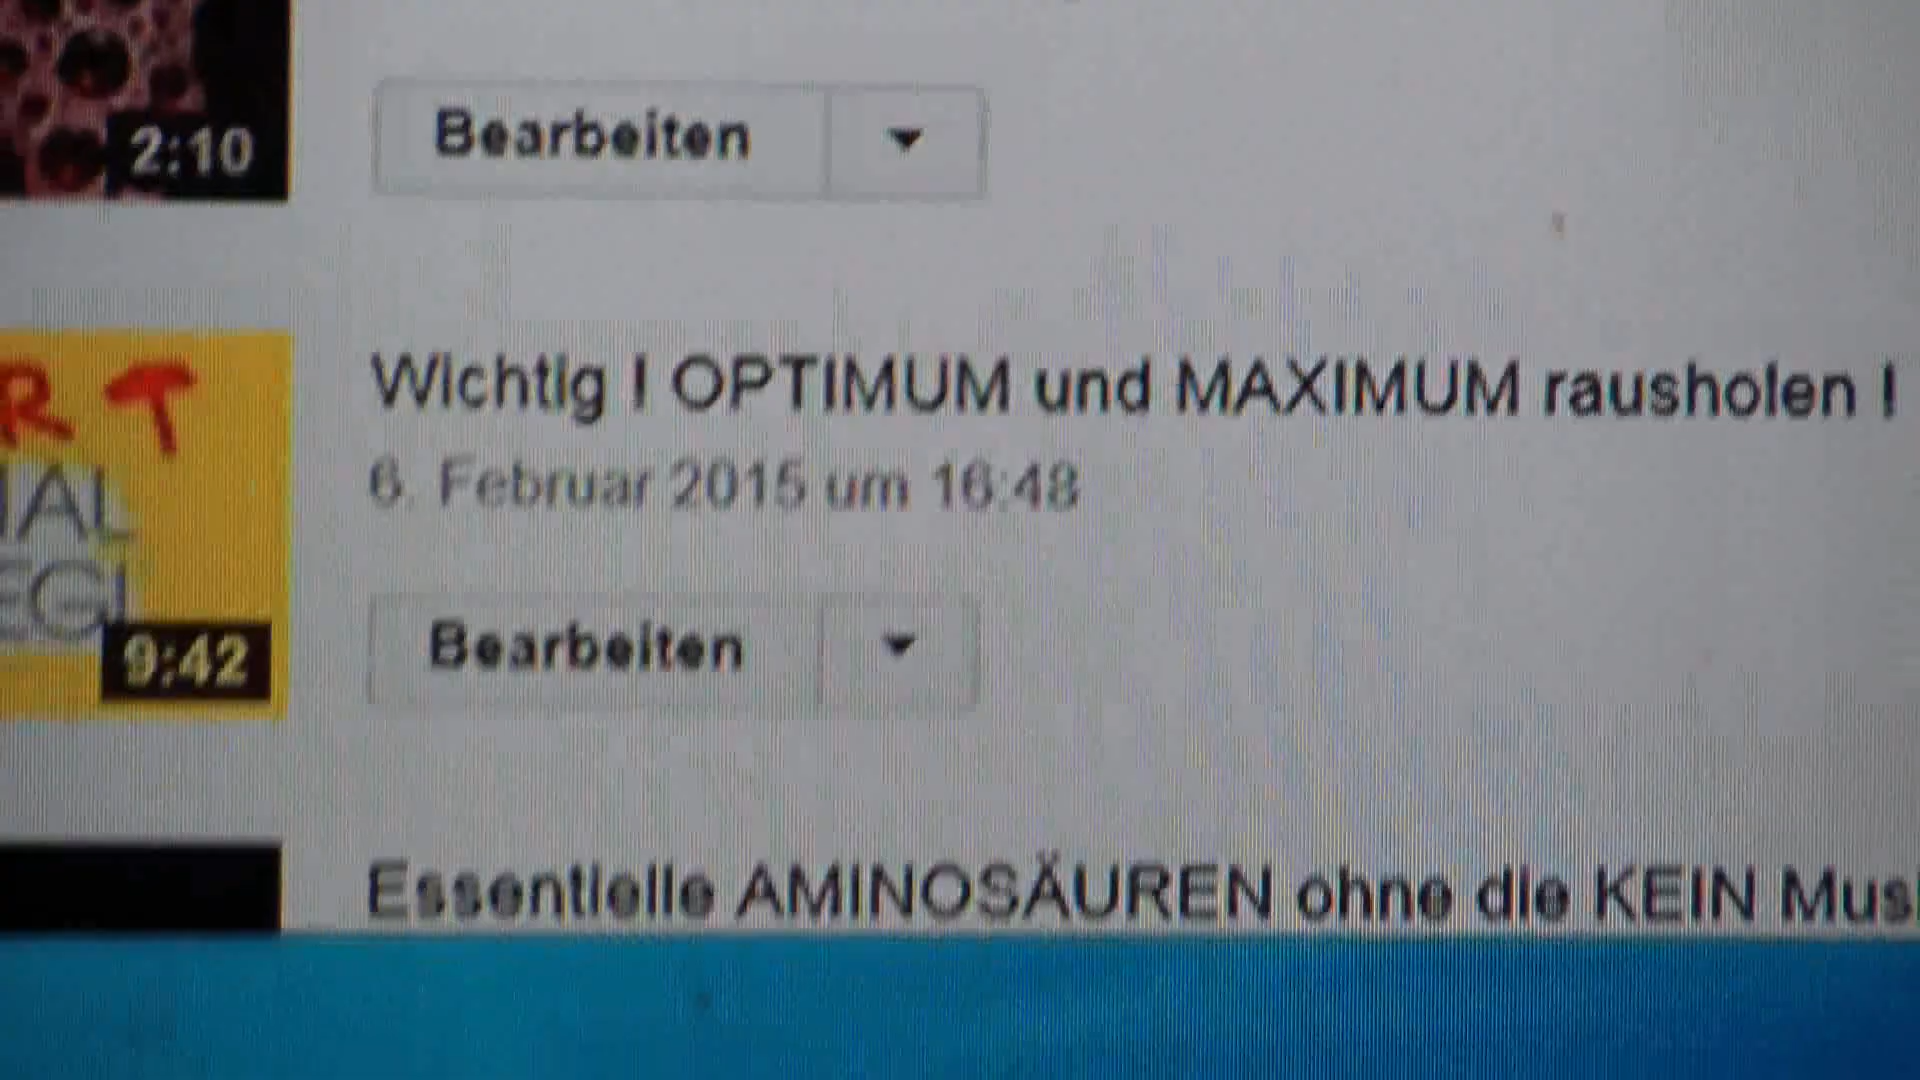 2:10
Bearbeiten
Wichtig ! OPTIMUM und MAXIMUM rausholen !
6. Februar 2015 um 16:48
RT
9:42
Bearbeiten
Essentielle AMINOSÄUREN ohne die KEIN